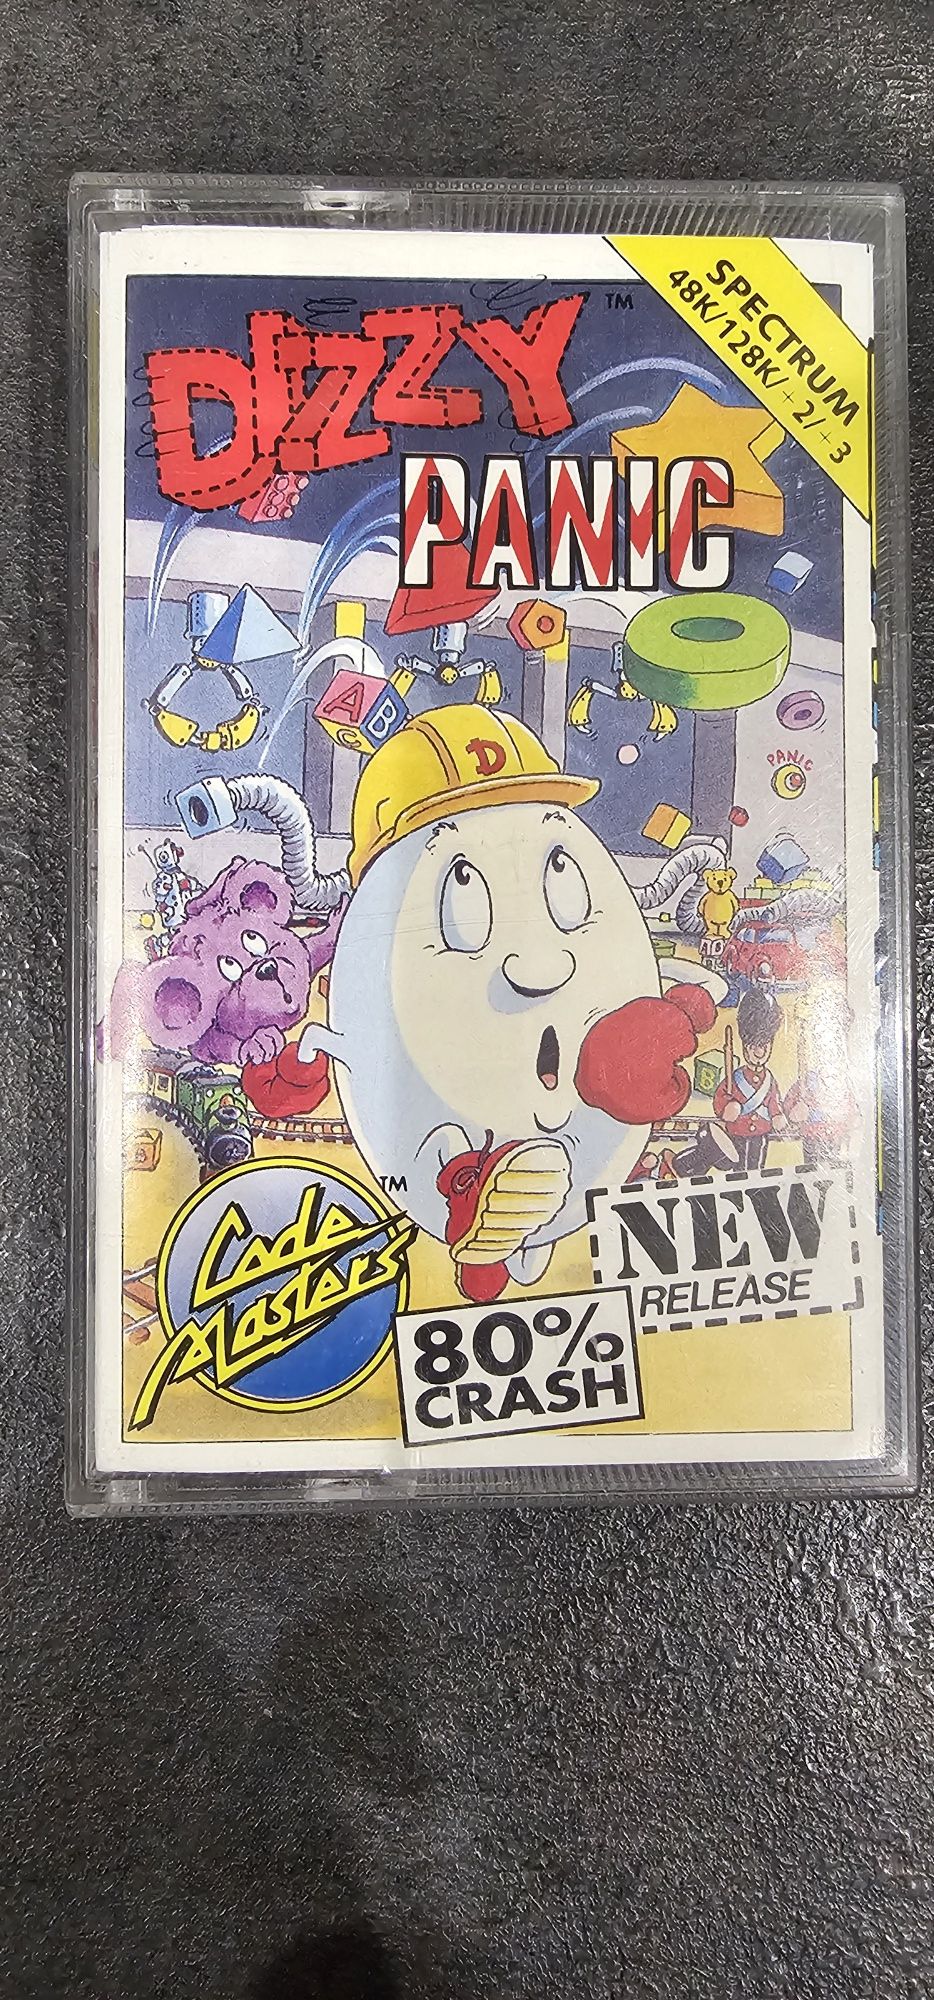 SPECTRUM
48K/128K/+2/+3
DIZZY TM
PANIC
A B
C
D
PANIC
B
TM
Code
Masters
NEW
RELEASE
80%
CRASH